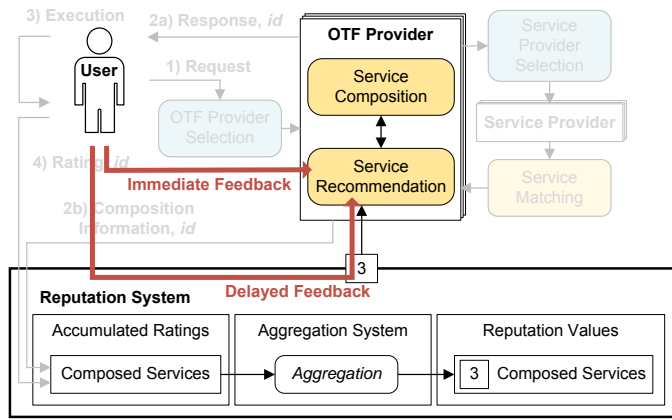 3) Execution
2a) Response, id
OTF Provider
Service
Provider
Selection
User
1) Request
Service
Composition
OTF Provider
Selection
Service Provider
4) Rating, id
Immediate Feedback
Service
Recommendation
Service
Matching
2b) Composition
Information, id
3
Delayed Feedback
Reputation System
Accumulated Ratings
Aggregation System
Reputation Values
Composed Services
Aggregation
3 Composed Services